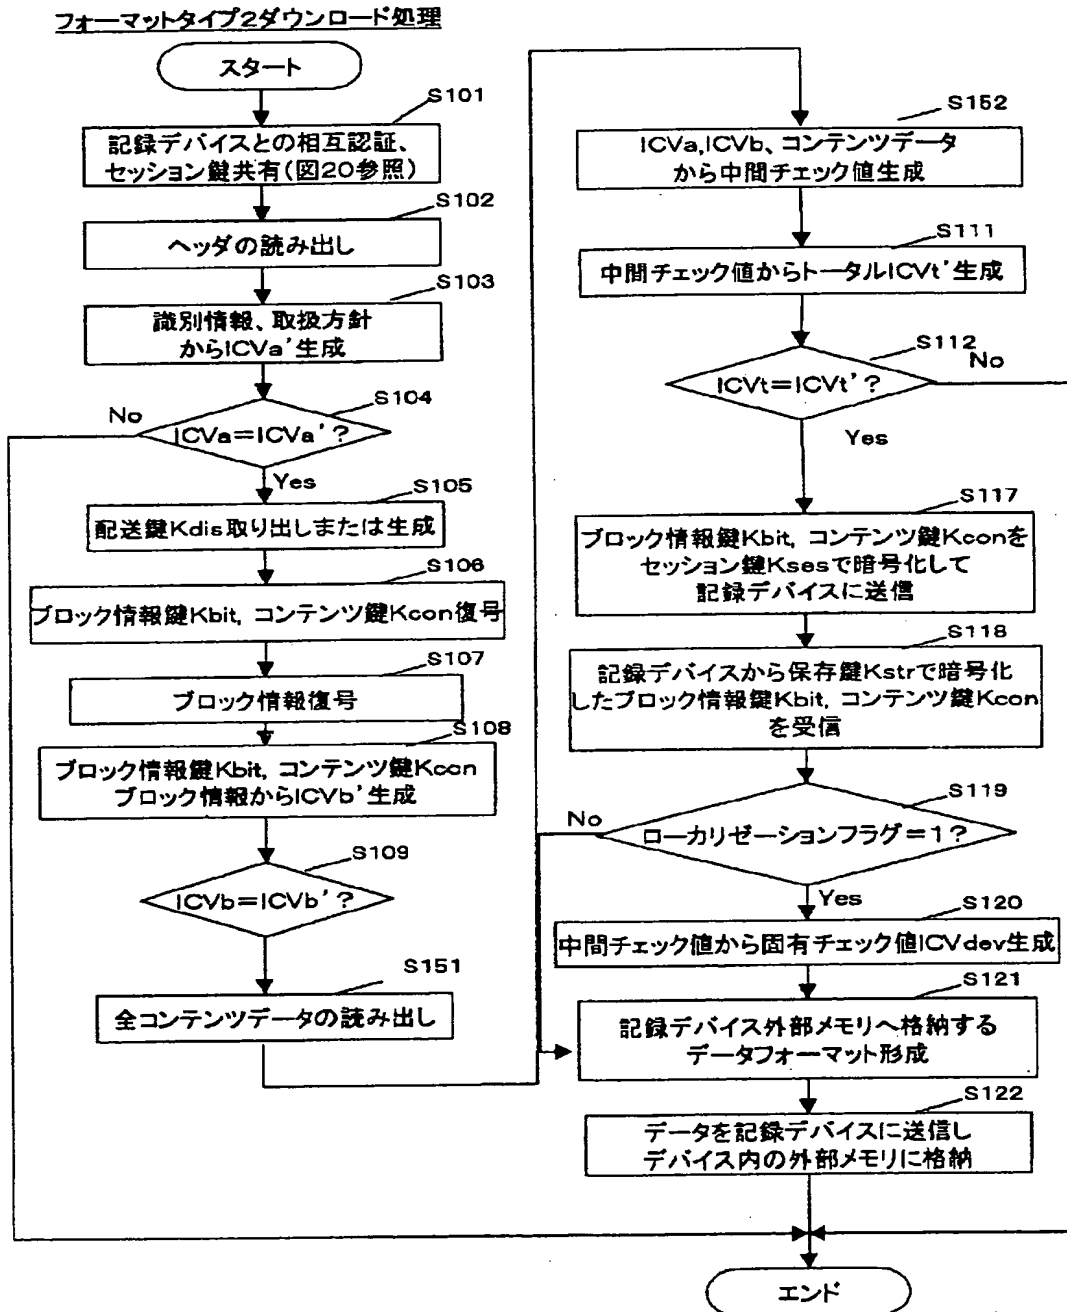 フォーマットタイプ2ダウンロード処理
スタート
S101
記録デバイスとの相互認証、
セッション鍵共有(図20参照)
S102
ヘッダの読み出し
S103
識別情報、取扱方針
からICVa'生成
S104
No
ICVa=ICVa'?
Yes
S105
配送鍵Kdis取り出しまたは生成
S106
ブロック情報鍵Kbit, コンテンツ鍵Kcon復号
S107
ブロック情報復号
S108
ブロック情報鍵Kbit, コンテンツ鍵Kcon
ブロック情報からICVb'生成
S109
ICVb=ICVb'?
S151
全コンテンツデータの読み出し
S152
ICVa,ICVb、コンテンツデータ
から中間チェック値生成
S111
中間チェック値からトータルICVt'生成
S112
No
ICVt=ICVt'?
Yes
S117
ブロック情報鍵Kbit, コンテンツ鍵Kconを
セッション鍵Ksesで暗号化して
記録デバイスに送信
S118
記録デバイスから保存鍵Kstrで暗号化
したブロック情報鍵Kbit, コンテンツ鍵Kcon
を受信
S119
No
ローカリゼーションフラグ=1?
Yes
S120
中間チェック値から固有チェック値ICVdev生成
S121
記録デバイス外部メモリへ格納する
データフォーマット形成
S122
データを記録デバイスに送信し
デバイス内の外部メモリに格納
エンド